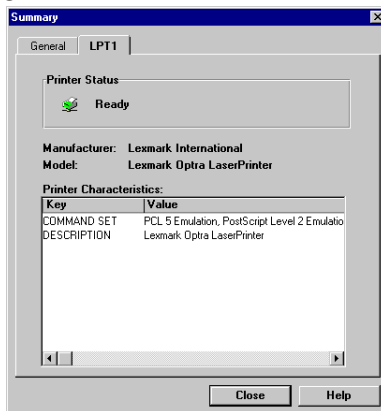 Summary
General LPT1
Printer Status
Ready
Manufacturer: Lexmark International
Model: Lexmark Optra LaserPrinter
Printer Characteristics:
Key Value
COMMAND SET PCL 5 Emulation, PostScript Level 2 Emulatio
DESCRIPTION Lexmark Optra LaserPrinter
Close Help